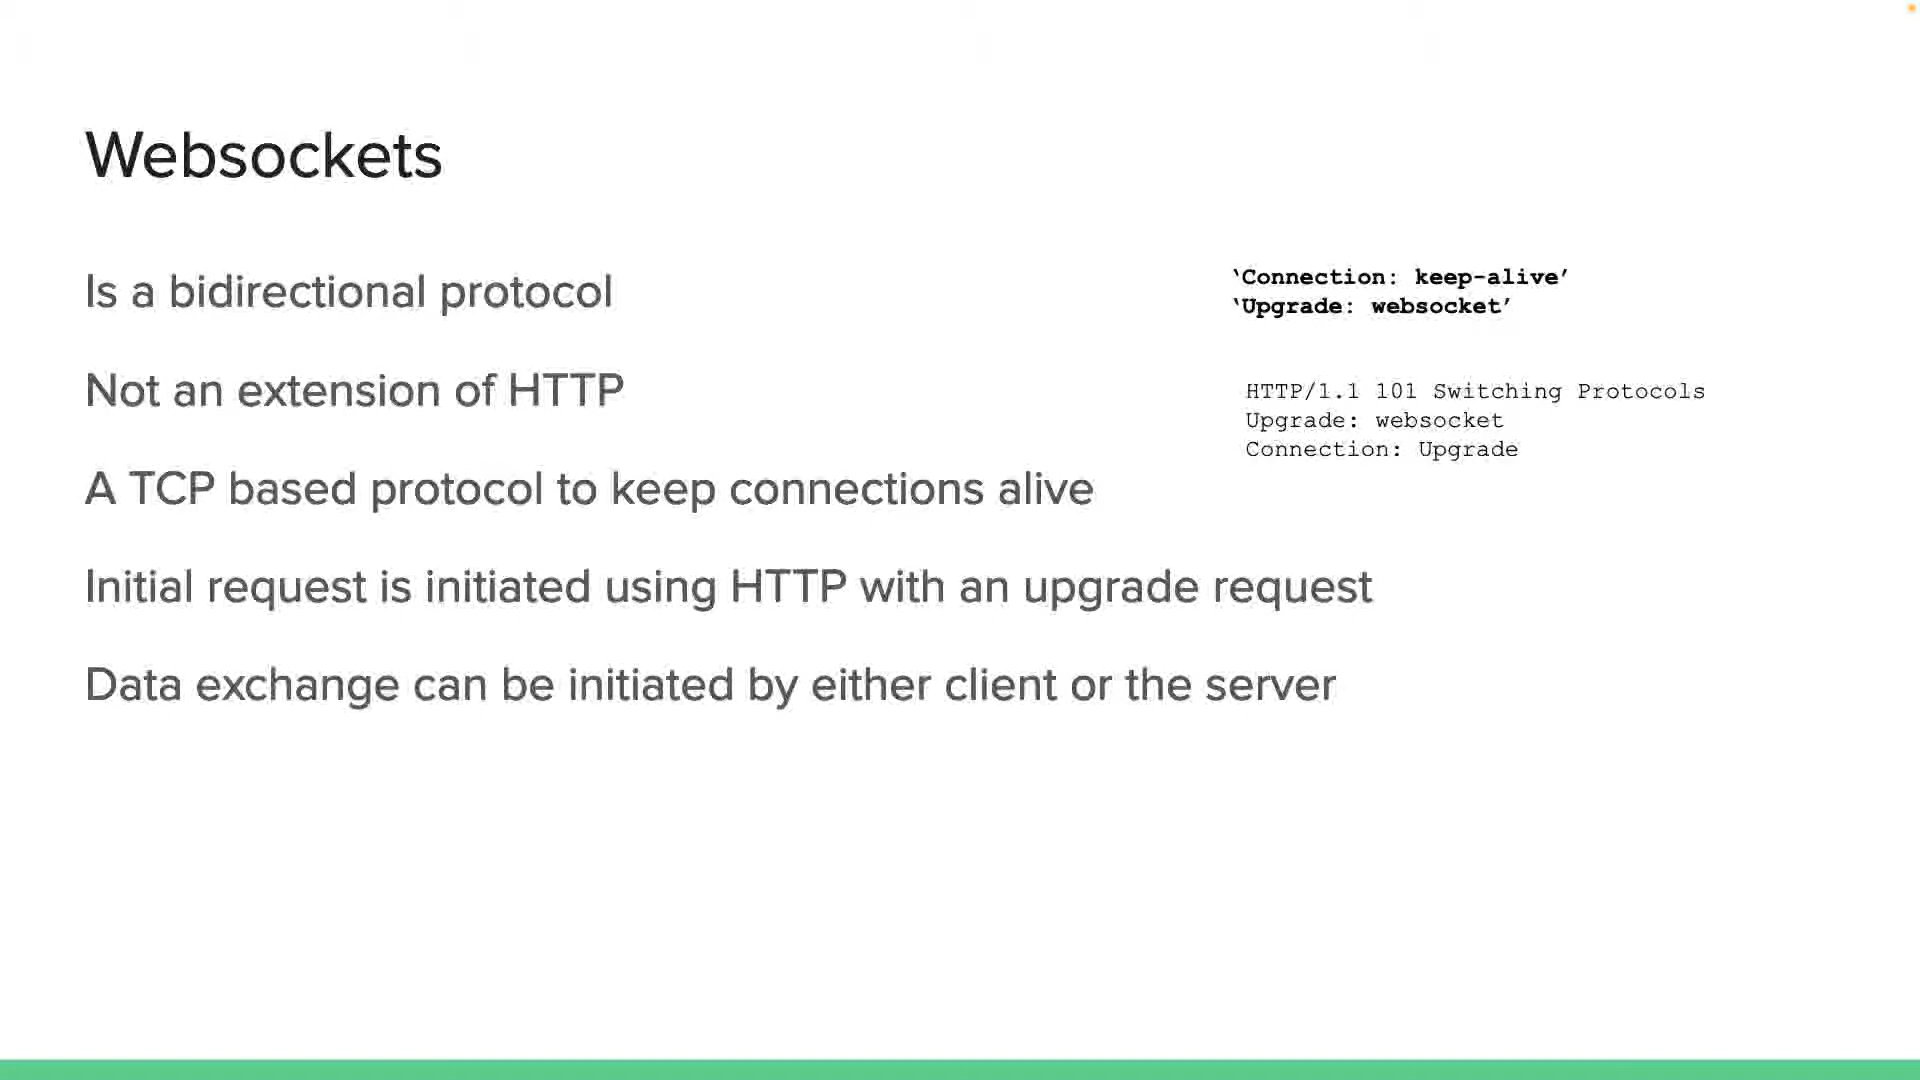 Websockets
Is a bidirectional protocol
Not an extension of HTTP
A TCP based protocol to keep connections alive
Initial request is initiated using HTTP with an upgrade request
Data exchange can be initiated by either client or the server
‘Connection: keep-alive’
‘Upgrade: websocket’
HTTP/1.1 101 Switching Protocols
Upgrade: websocket
Connection: Upgrade